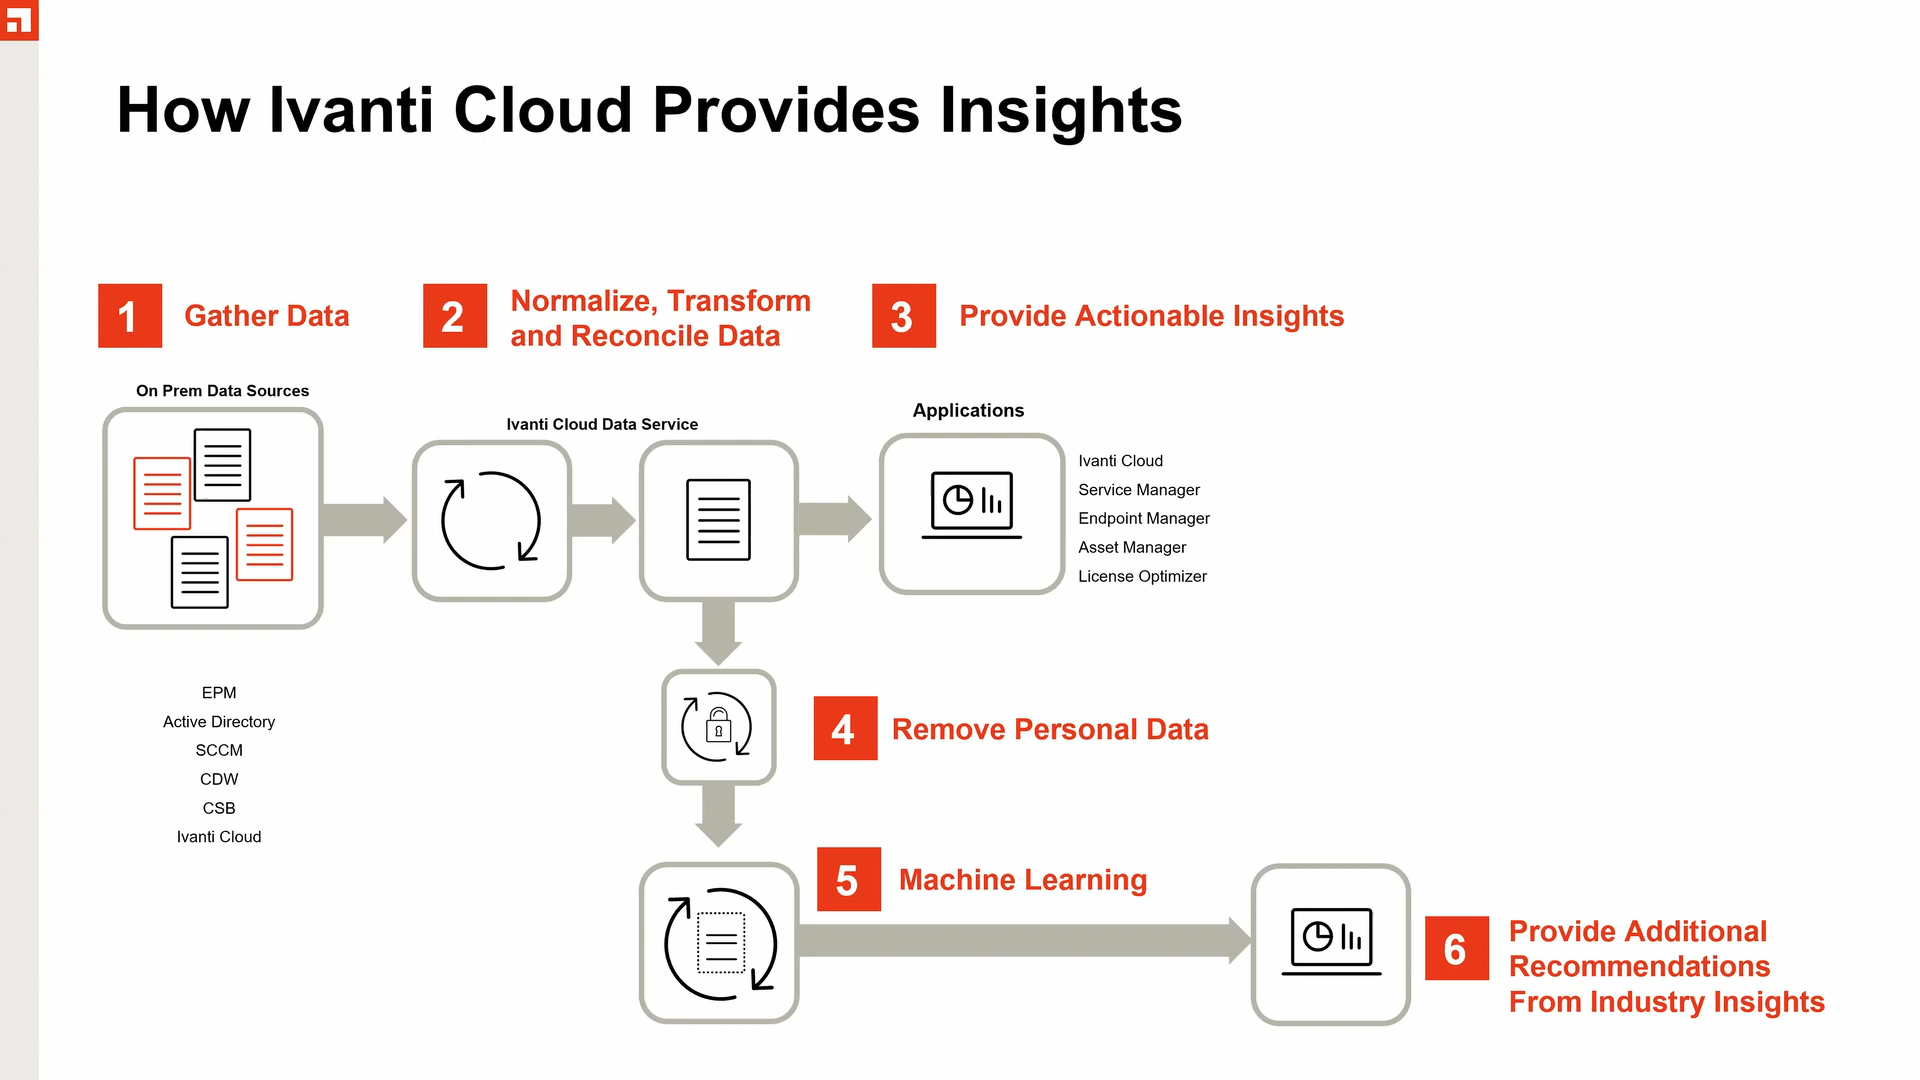 How Ivanti Cloud Provides Insights
1 Gather Data
2 Normalize, Transform
and Reconcile Data
3 Provide Actionable Insights
On Prem Data Sources
Ivanti Cloud Data Service
Applications
Ivanti Cloud
Service Manager
Endpoint Manager
Asset Manager
License Optimizer
EPM
Active Directory
SCCM
CDW
CSB
Ivanti Cloud
4 Remove Personal Data
5 Machine Learning
6 Provide Additional
Recommendations
From Industry Insights